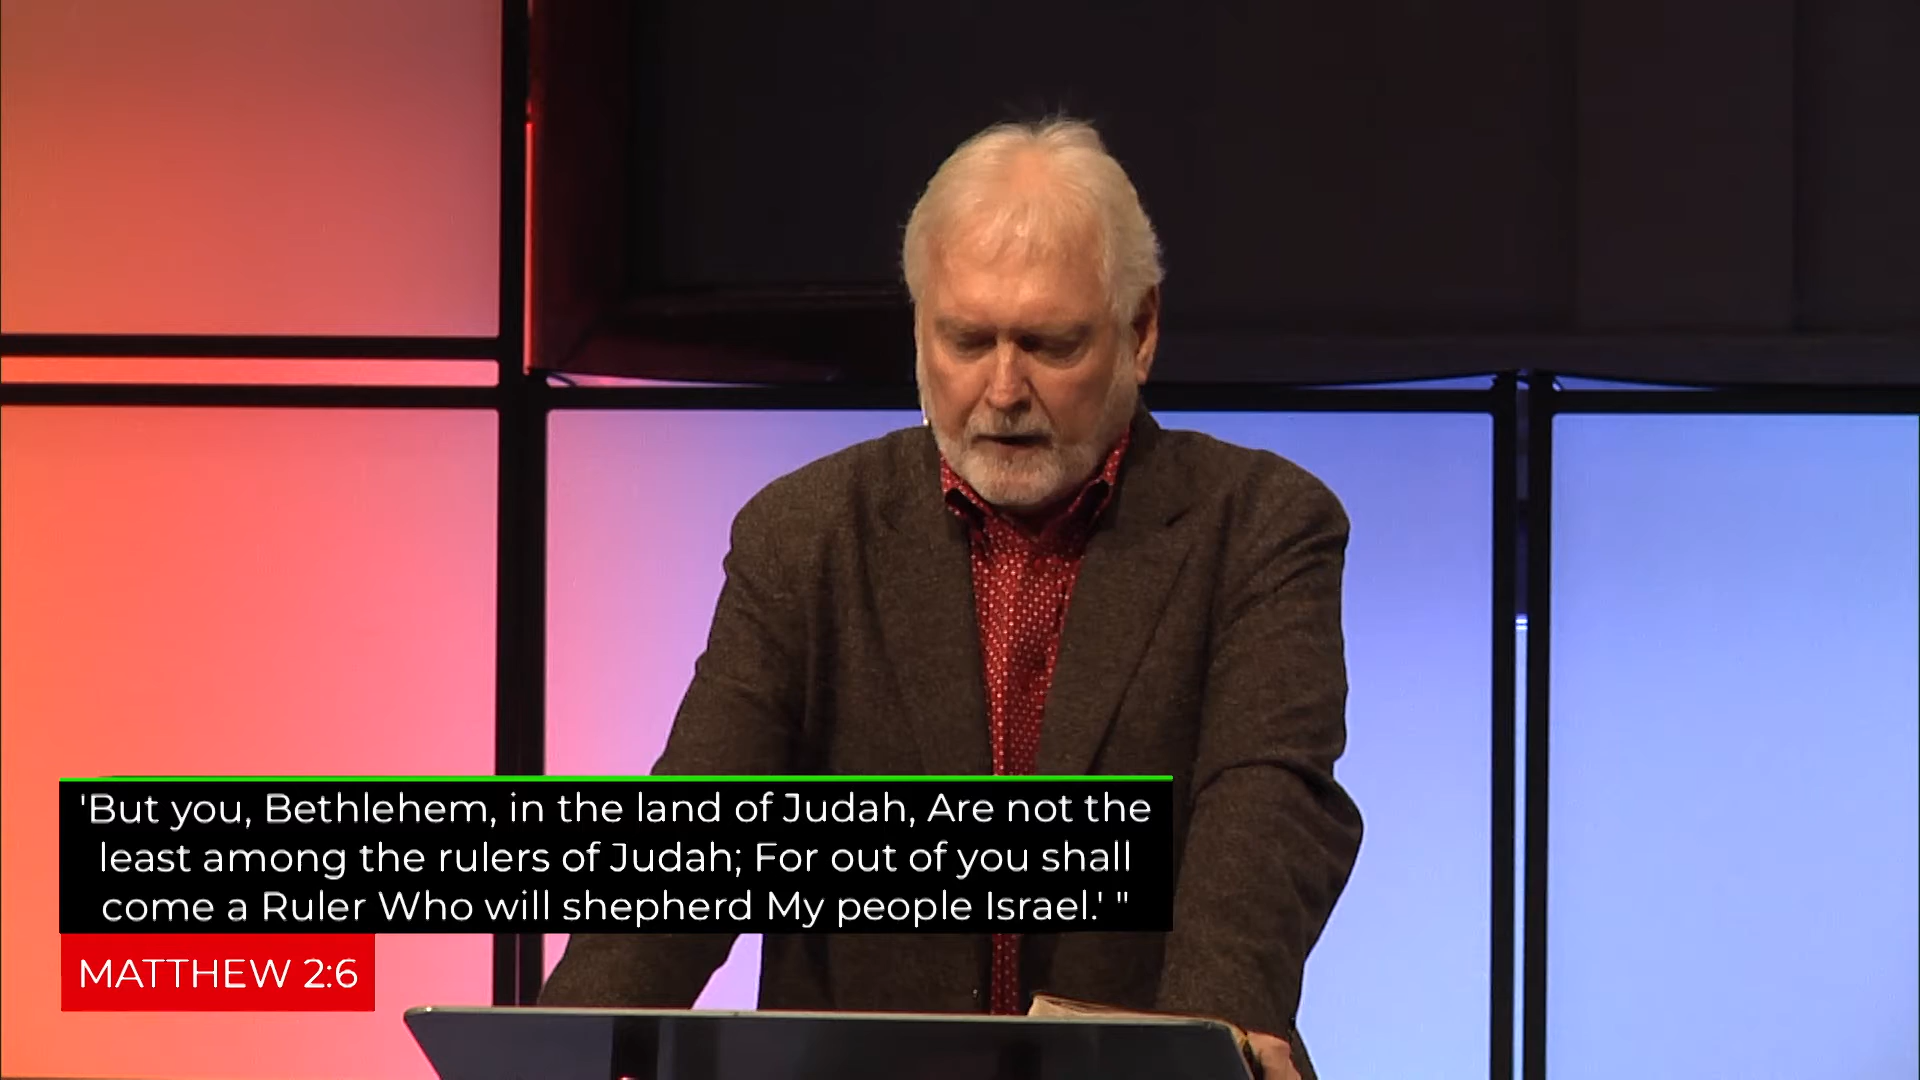 'But you, Bethlehem, in the land of Judah, Are not the
least among the rulers of Judah; For out of you shall
come a Ruler Who will shepherd My people Israel.' "
MATTHEW 2:6